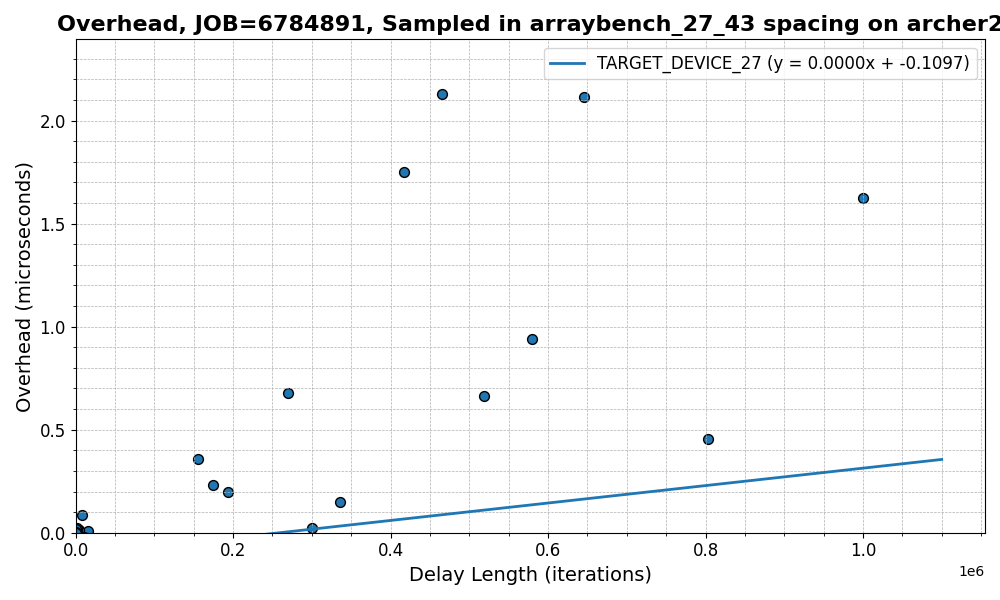 Overhead, JOB=6784891, Sampled in arraybench_27_43 spacing on archer2
TARGET_DEVICE_27 (y = 0.0000x + -0.1097)
Overhead (microseconds)
2.0
1.5
1.0
0.5
0.0
0.0 0.2 0.4 0.6 0.8 1.0
1e6
Delay Length (iterations)